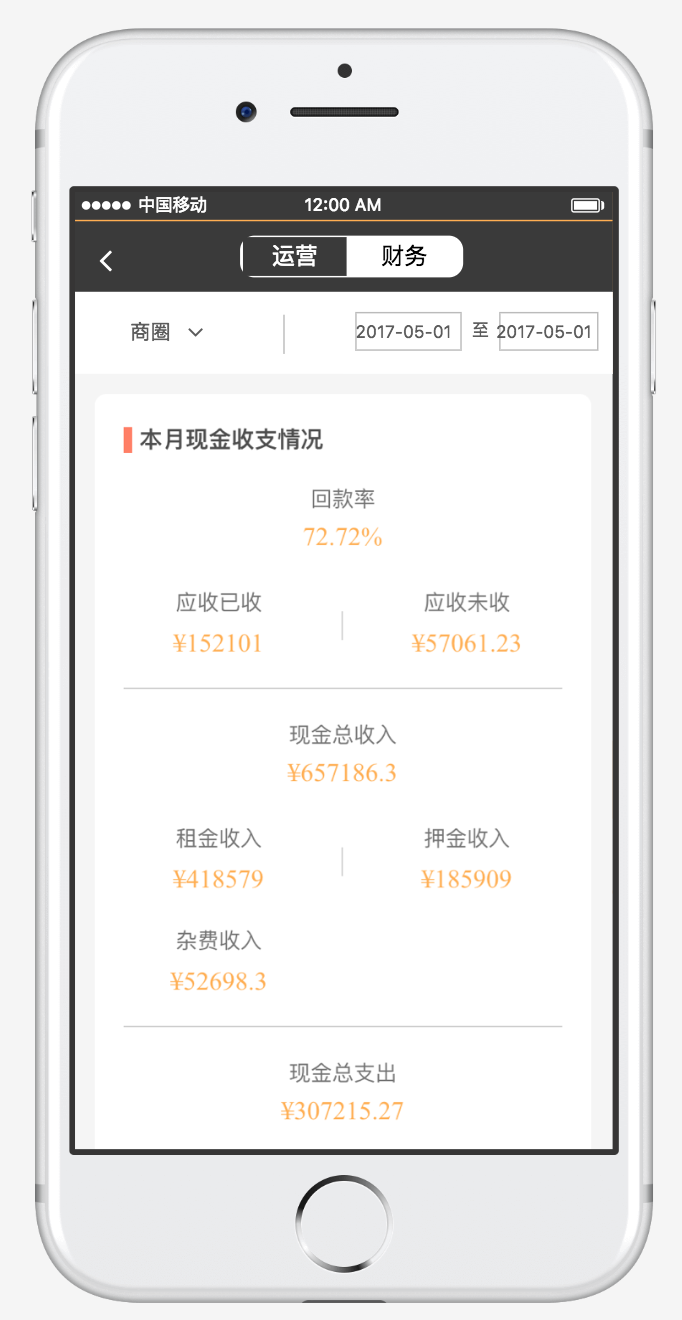 中国移动 12:00 AM
运营 财务
商圈 2017-05-01 至 2017-05-01
本月现金收支情况
回款率
72.72%
应收已收 应收未收
¥152101 ¥57061.23
现金总收入
¥657186.3
租金收入 押金收入
¥418579 ¥185909
杂费收入
¥52698.3
现金总支出
¥307215.27